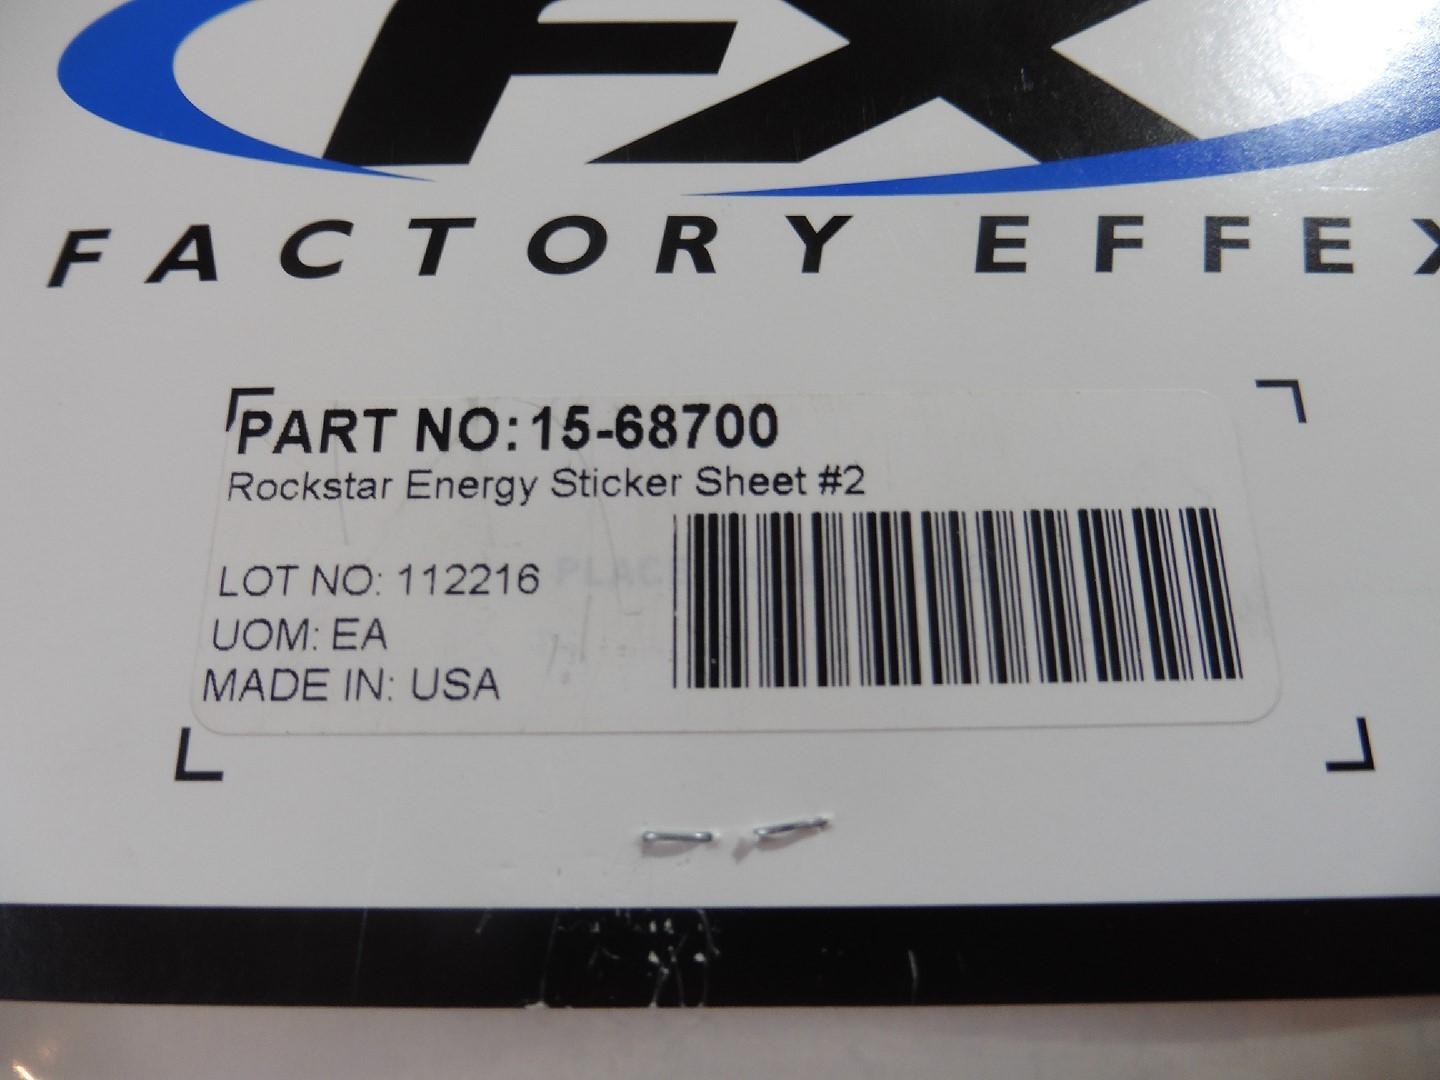 FX
FACTORY EFFEX
PART NO: 15-68700
Rockstar Energy Sticker Sheet #2
LOT NO: 112216
UOM: EA
MADE IN: USA